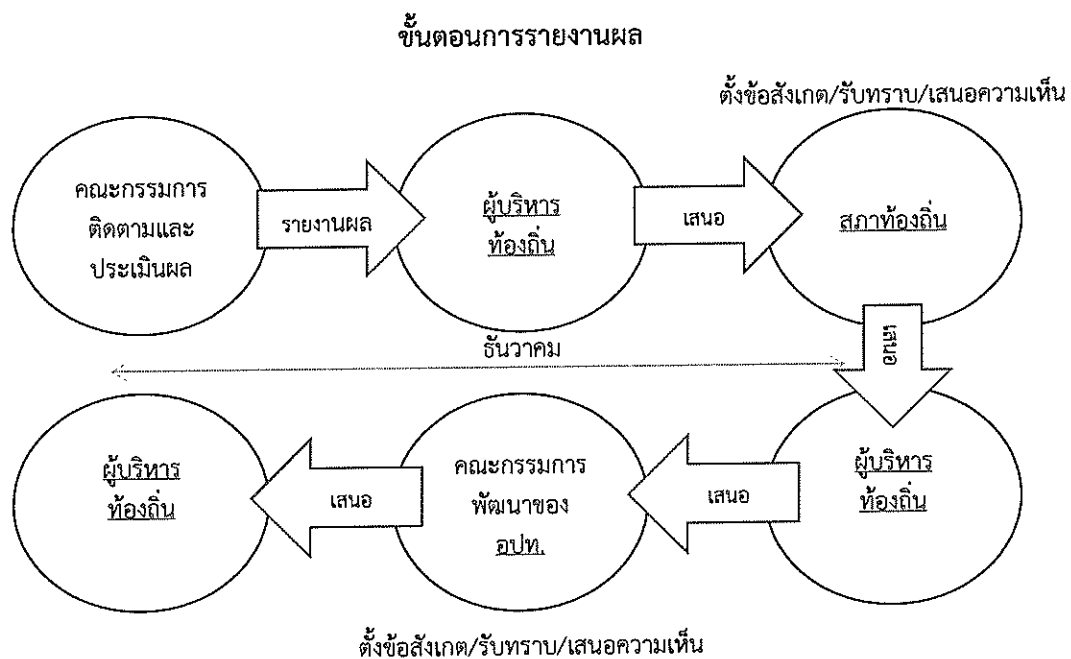 ขั้นตอนการรายงานผล
ตั้งข้อสังเกต/รับทราบ/เสนอความเห็น
คณะกรรมการ
ติดตามและ
ประเมินผล
รายงานผล
ผู้บริหาร
ท้องถิ่น
เสนอ
สภาท้องถิ่น
เสนอ
ธันวาคม
ผู้บริหาร
ท้องถิ่น
เสนอ
คณะกรรมการ
พัฒนาของ
อปท.
เสนอ
ผู้บริหาร
ท้องถิ่น
ตั้งข้อสังเกต/รับทราบ/เสนอความเห็น